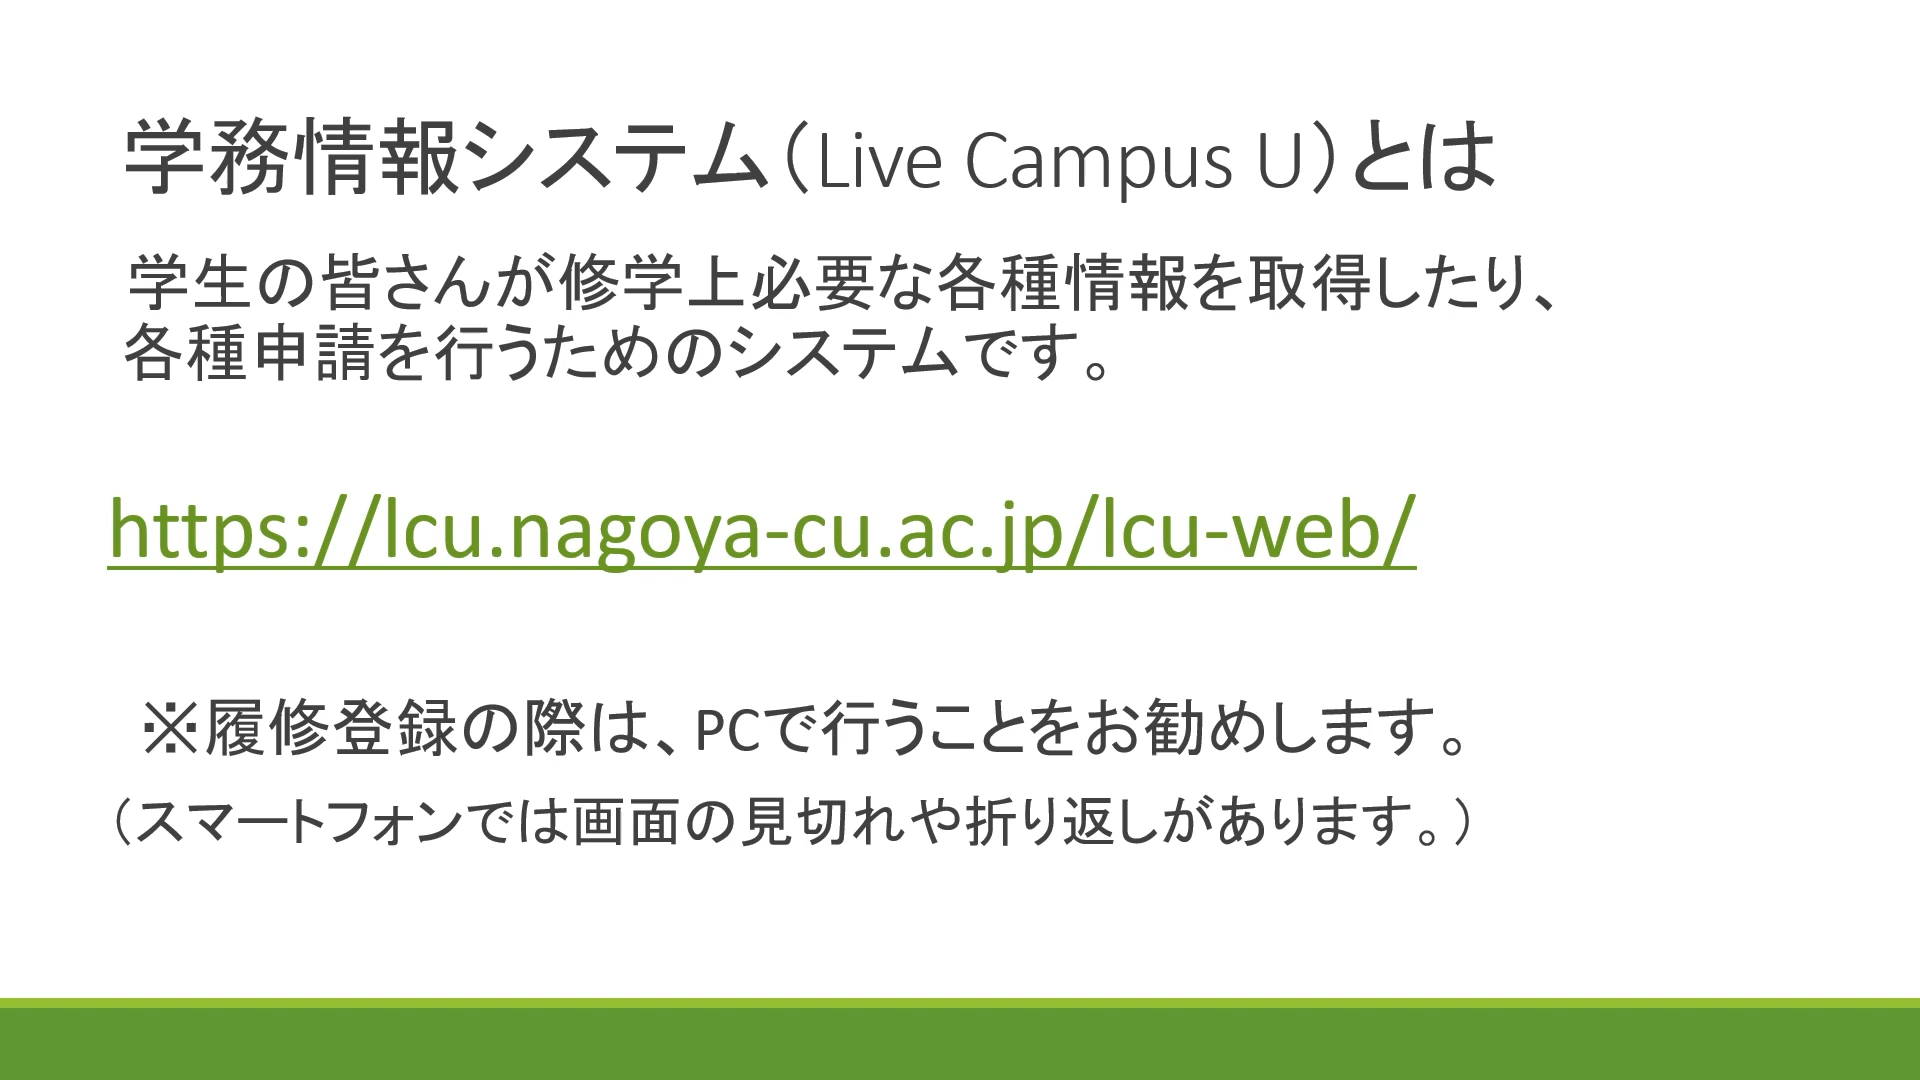 学務情報システム（Live Campus U）とは
学生の皆さんが修学上必要な各種情報を取得したり、
各種申請を行うためのシステムです。
https://lcu.nagoya-cu.ac.jp/lcu-web/
※履修登録の際は、PCで行うことをお勧めします。
（スマートフォンでは画面の見切れや折り返しがあります。）